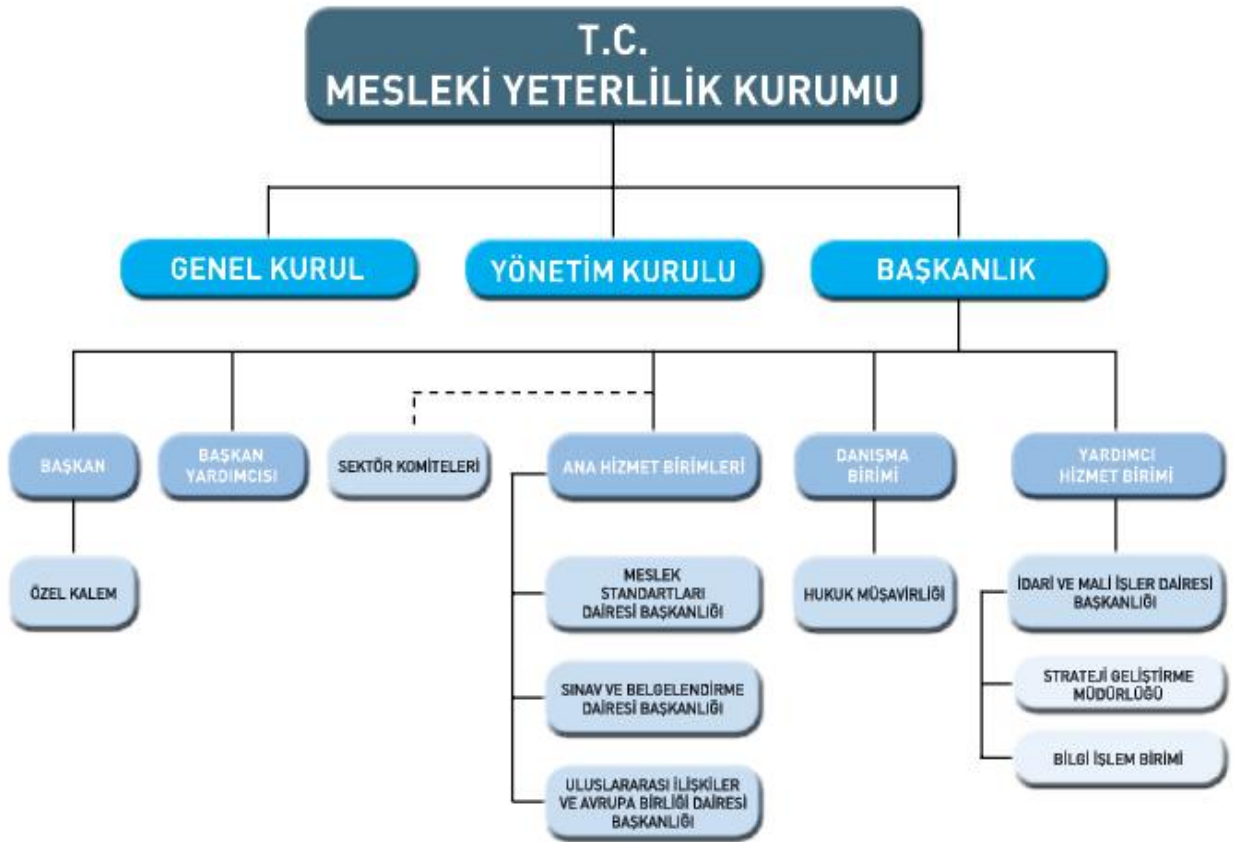 T.C.
MESLEKİ YETERLİLİK KURUMU
GENEL KURUL
YÖNETİM KURULU
BAŞKANLIK
BAŞKAN
BAŞKAN
YARDIMCISI
SEKTÖR KOMİTELERİ
ANA HİZMET BİRİMLERİ
DANIŞMA
BİRİMİ
YARDIMCI
HİZMET BİRİMİ
ÖZEL KALEM
MESLEK
STANDARTLARI
DAİRESİ BAŞKANLIĞI
HUKUK MÜŞAVİRLİĞİ
İDARİ VE MALİ İŞLER DAİRESİ
BAŞKANLIĞI
SINAV VE BELGELENDİRME
DAİRESİ BAŞKANLIĞI
STRATEJİ GELİŞTİRME
MÜDÜRLÜĞÜ
ULUSLARARASI İLİŞKİLER
VE AVRUPA BİRLİĞİ DAİRESİ
BAŞKANLIĞI
BİLGİ İŞLEM BİRİMİ